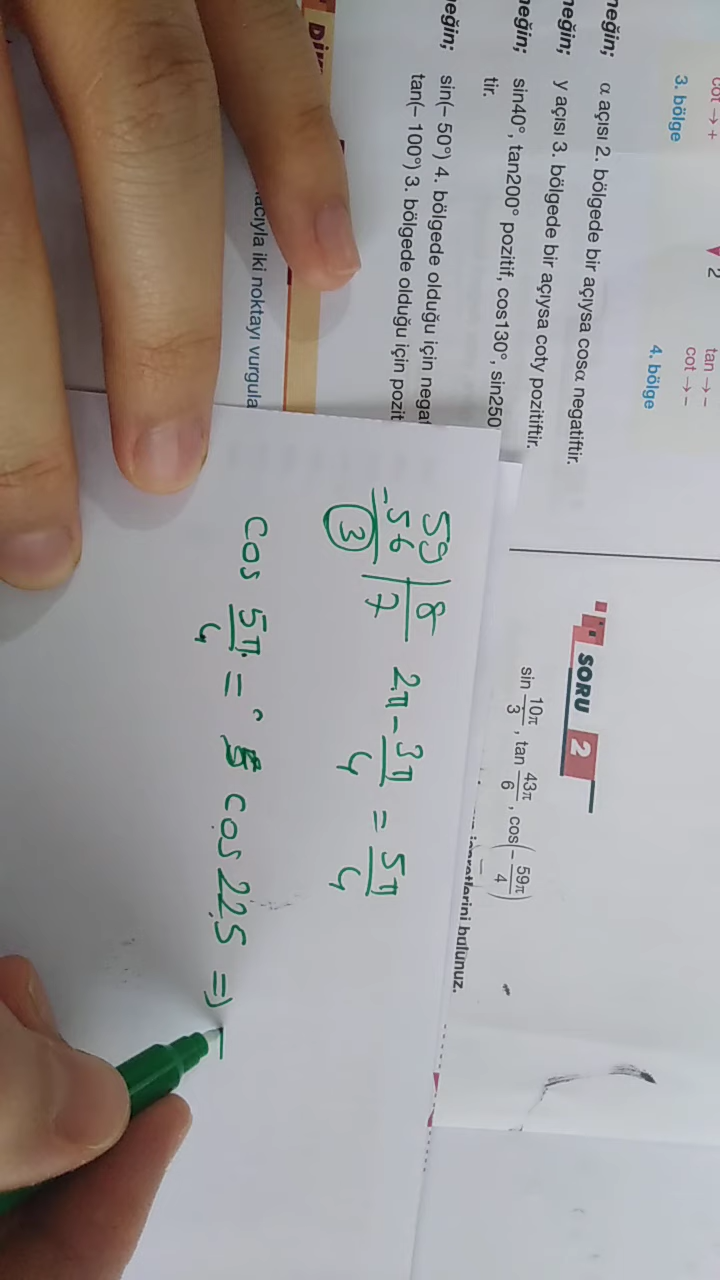 cot → +
3. bölge
2
tan → –
cot → –
4. bölge
neğin; α açısı 2. bölgede bir açıysa cosα negatiftir.
neğin; y açısı 3. bölgede bir açıysa coty pozitiftir.
neğin; sin40°, tan200° pozitif, cos130°, sin250
tir.
neğin; sin(– 50°) 4. bölgede olduğu için negat
tan(– 100°) 3. bölgede olduğu için pozit
iki noktayı vurgula
SORU 2
sin 10π/3, tan 43π/6, cos(–59π/4)
işaretlerini bulunuz.
59 | 8
-56 | 7
3
2π - 3π/4 = 5π/4
cos 5π/4 = cos 225 => -